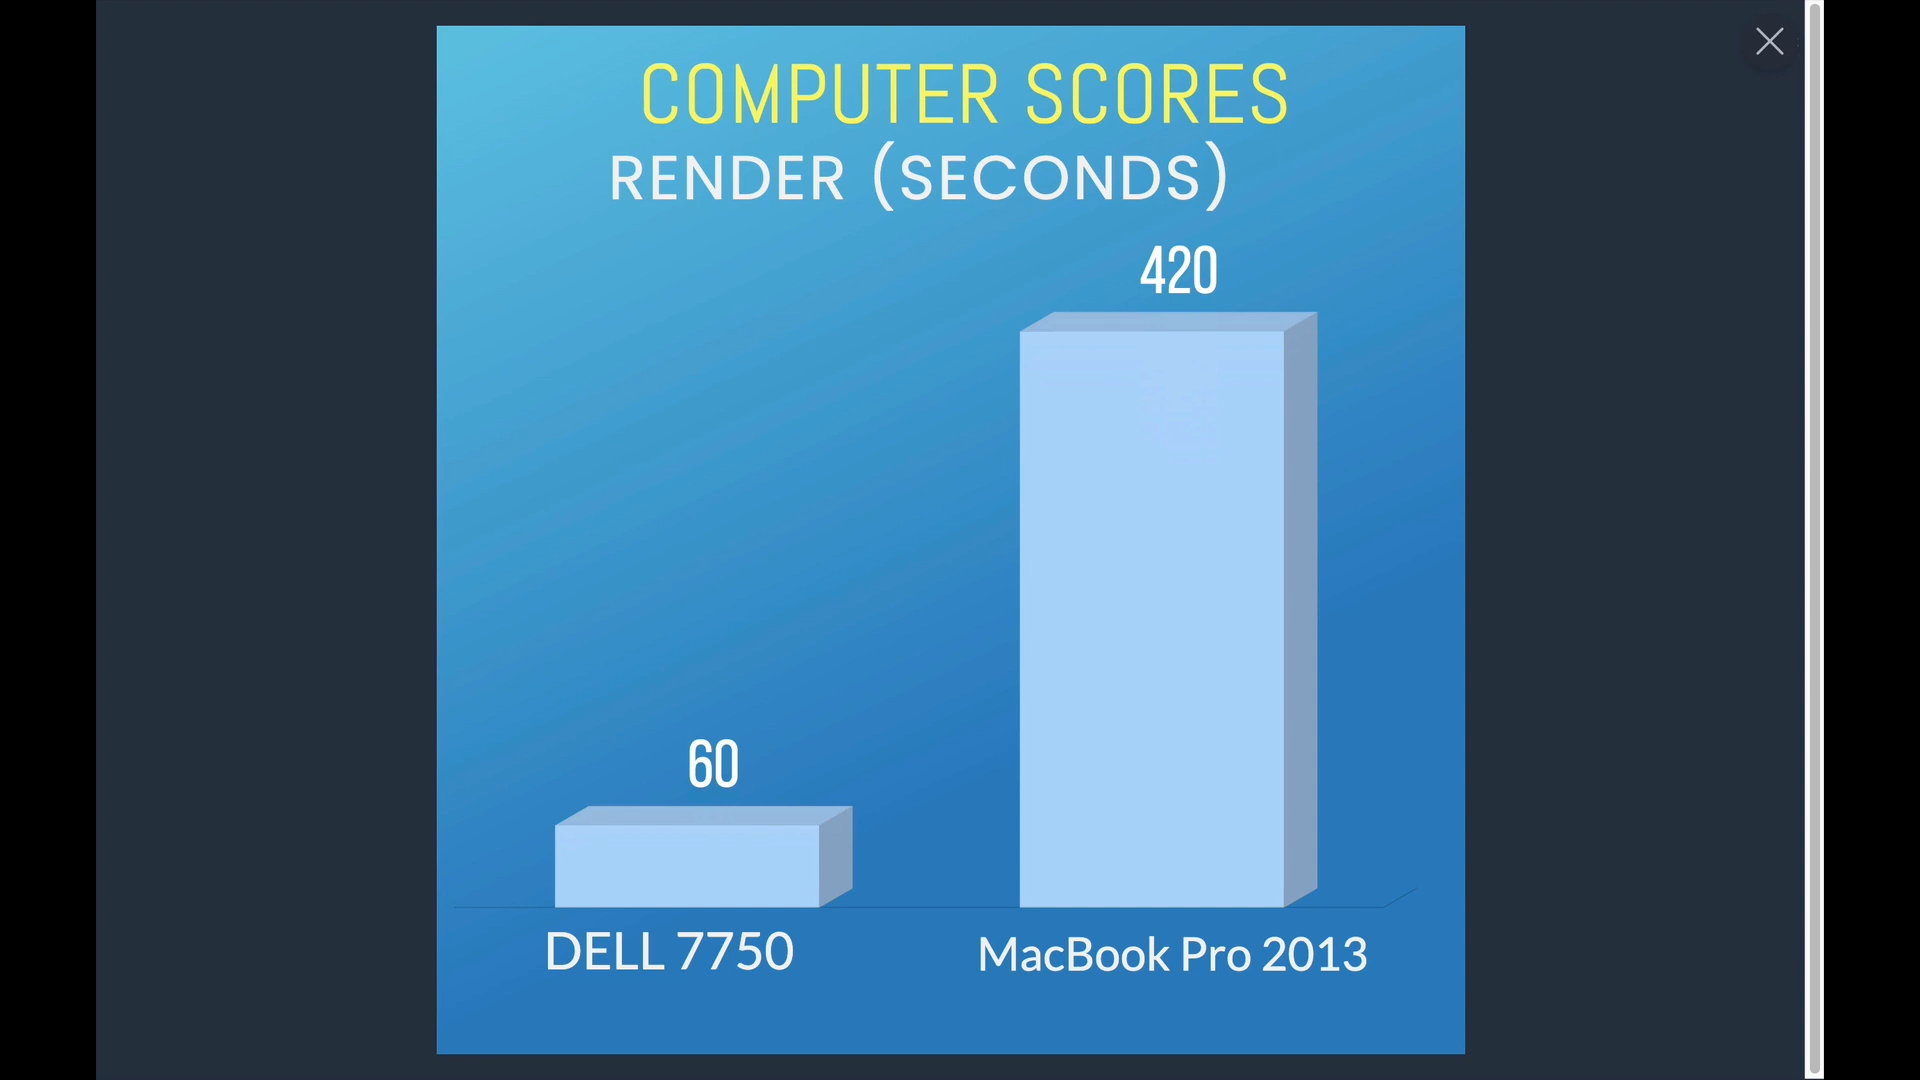 COMPUTER SCORES
RENDER (SECONDS)
420
60
DELL 7750
MacBook Pro 2013